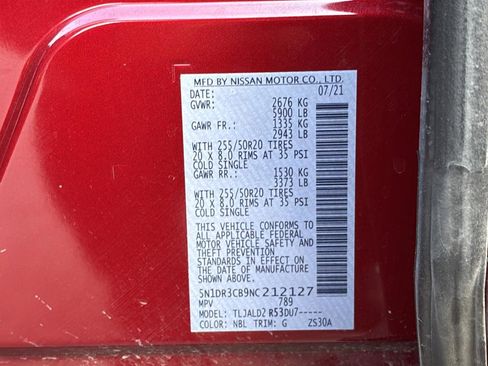 MFD BY NISSAN MOTOR CO., LTD.
DATE: 07/21
GVWR: 2676 KG
5900 LB
GAWR FR.: 1335 KG
2943 LB
WITH 255/50R20 TIRES
20 X 8.0 RIMS AT 35 PSI
COLD SINGLE
GAWR RR.: 1530 KG
3373 LB
WITH 255/50R20 TIRES
20 X 8.0 RIMS AT 35 PSI
COLD SINGLE
THIS VEHICLE CONFORMS TO
ALL APPLICABLE FEDERAL
MOTOR VEHICLE SAFETY AND
THEFT PREVENTION
STANDARDS IN EFFECT ON
THE DATE OF MANUFACTURE
SHOWN ABOVE.
5N1DR3CB9NC212127
MPV 789
MODEL: TLJALD2 R53DU7-----
COLOR: NBL TRIM: G ZS30A